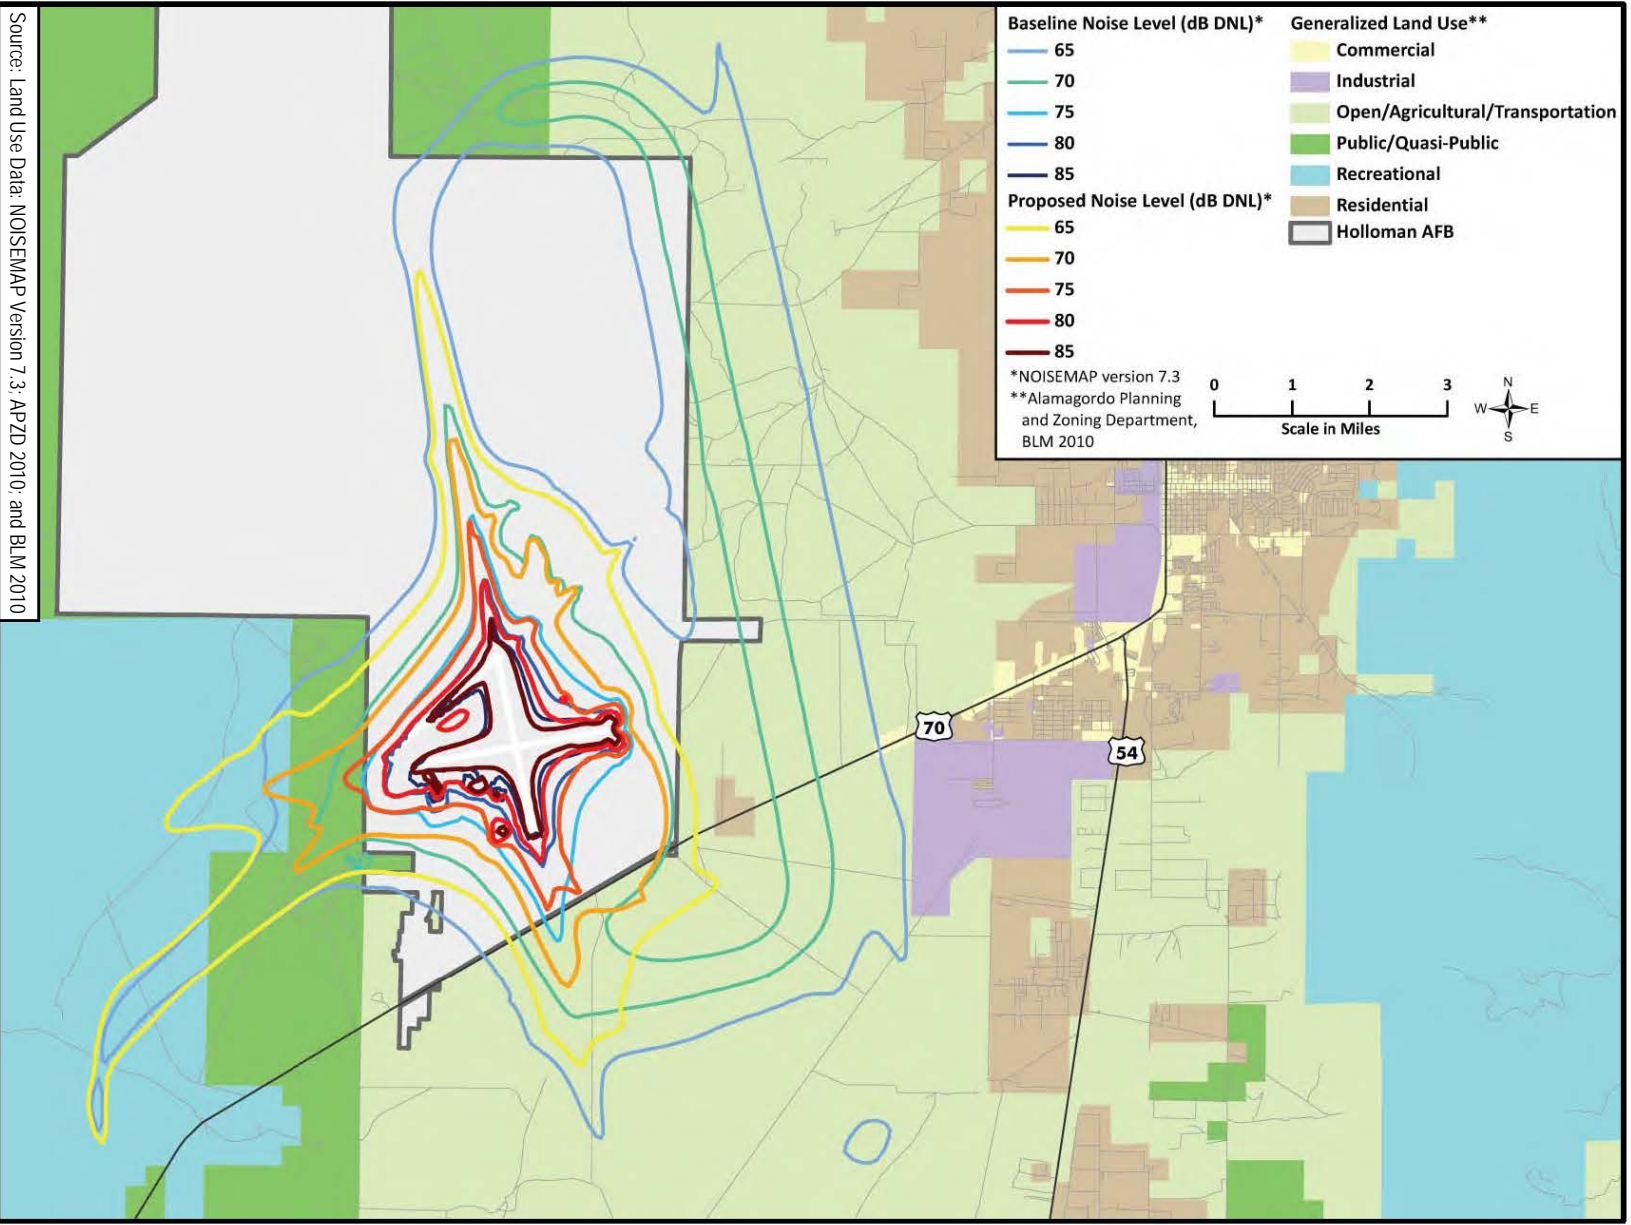 Source: Land Use Data: NOISEMAP Version 7.3; APZD 2010; and BLM 2010
Baseline Noise Level (dB DNL)*
65
70
75
80
85
Proposed Noise Level (dB DNL)*
65
70
75
80
85
*NOISEMAP version 7.3
**Alamagordo Planning
and Zoning Department,
BLM 2010
Generalized Land Use**
Commercial
Industrial
Open/Agricultural/Transportation
Public/Quasi-Public
Recreational
Residential
Holloman AFB
0 1 2 3
Scale in Miles
N
W E
S
70
54